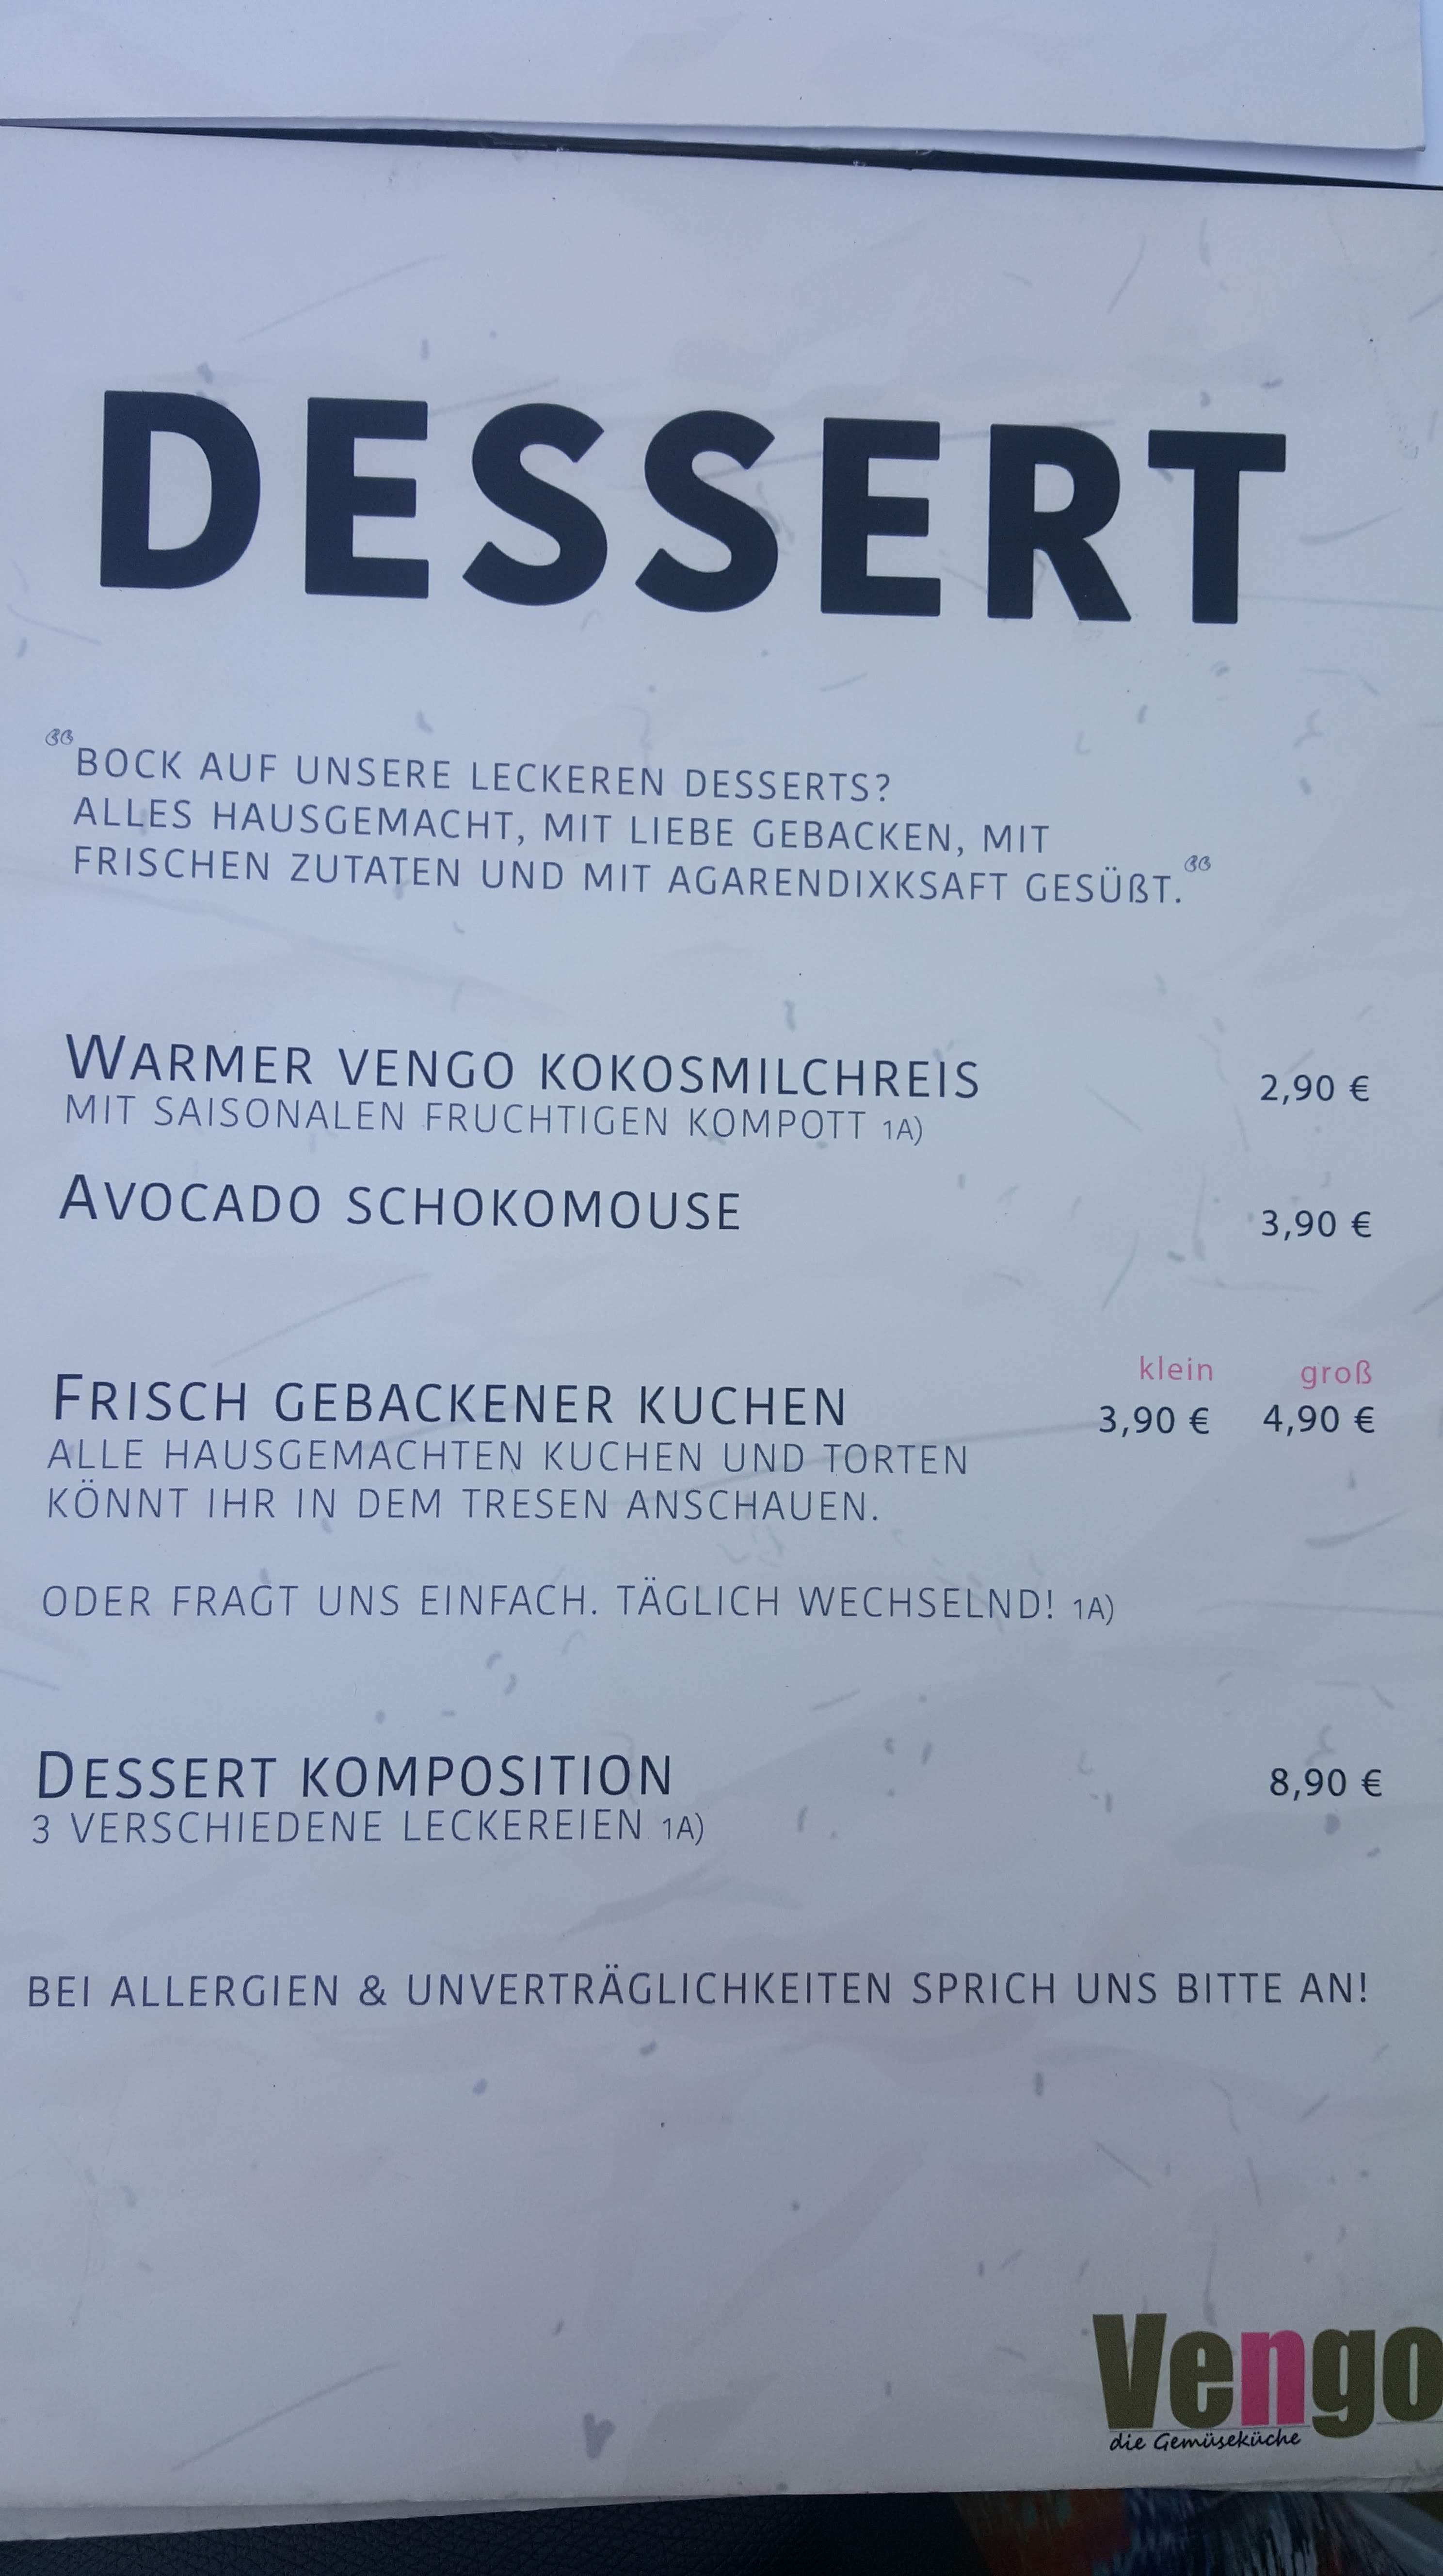 DESSERT
"BOCK AUF UNSERE LECKEREN DESSERTS?
ALLES HAUSGEMACHT, MIT LIEBE GEBACKEN, MIT
FRISCHEN ZUTATEN UND MIT AGARENDIXKSAFT GESÜßT."
WARMER VENGO KOKOSMILCHREIS 2,90 €
MIT SAISONALEN FRUCHTIGEN KOMPOTT 1A)
AVOCADO SCHOKOMOUSE 3,90 €
klein groß
FRISCH GEBACKENER KUCHEN 3,90 € 4,90 €
ALLE HAUSGEMACHTEN KUCHEN UND TORTEN
KÖNNT IHR IN DEM TRESEN ANSCHAUEN.
ODER FRAGT UNS EINFACH. TÄGLICH WECHSELND! 1A)
DESSERT KOMPOSITION 8,90 €
3 VERSCHIEDENE LECKEREIEN 1A)
BEI ALLERGIEN & UNVERTRÄGLICHKEITEN SPRICH UNS BITTE AN!
Vengo
die Gemüseküche